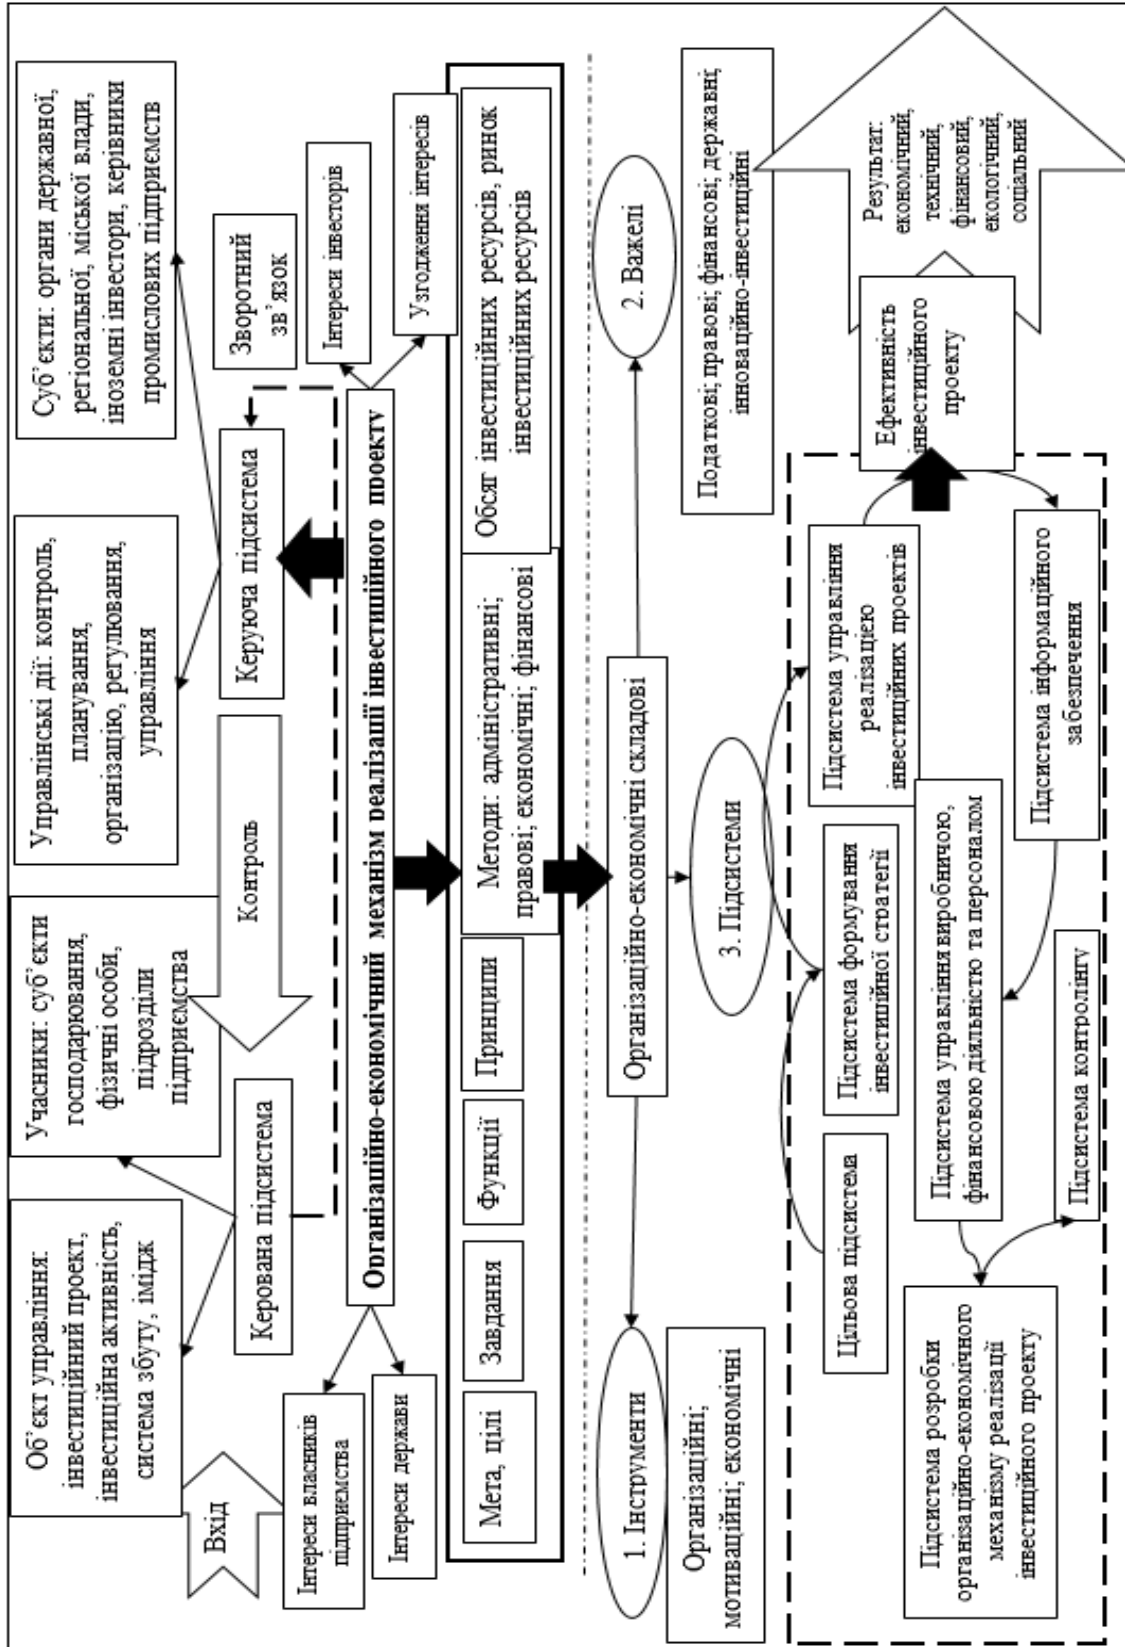 Об’єкт управління:
інвестиційний проект,
інвестиційна активність,
система збуту, імідж
Учасники: суб’єкти
господарювання,
фізичні особи,
підрозділи
підприємства
Управлінські дії: контроль,
планування,
організацію, регулювання,
управління
Суб’єкти: органи державної,
регіональної, міської влади,
іноземні інвестори, керівники
промислових підприємств
Вхід
Керована підсистема
Контроль
Керуюча підсистема
Зворотний
зв’язок
Інтереси власників
підприємства
Інтереси держави
Організаційно-економічний механізм реалізації інвестиційного проекту
Інтереси інвесторів
Узгодження інтересів
Мета, цілі
Завдання
Функції
Принципи
Методи: адміністративні;
правові; економічні; фінансові
Обсяг інвестиційних ресурсів, ринок
інвестиційних ресурсів
1. Інструменти
Організаційно-економічні складові
2. Важелі
Організаційні;
мотиваційні; економічні
3. Підсистеми
Податкові; правові; фінансові; державні;
інноваційно-інвестиційні
Цільова підсистема
Підсистема формування
інвестиційної стратегії
Підсистема управління
реалізацією
інвестиційних проектів
Ефективність
інвестиційного
проекту
Результат:
економічний,
технічний,
фінансовий,
екологічний,
соціальний
Підсистема розробки
організаційно-економічного
механізму реалізації
інвестиційного проекту
Підсистема управління виробничою,
фінансовою діяльністю та персоналом
Підсистема інформаційного
забезпечення
Підсистема контролінгу